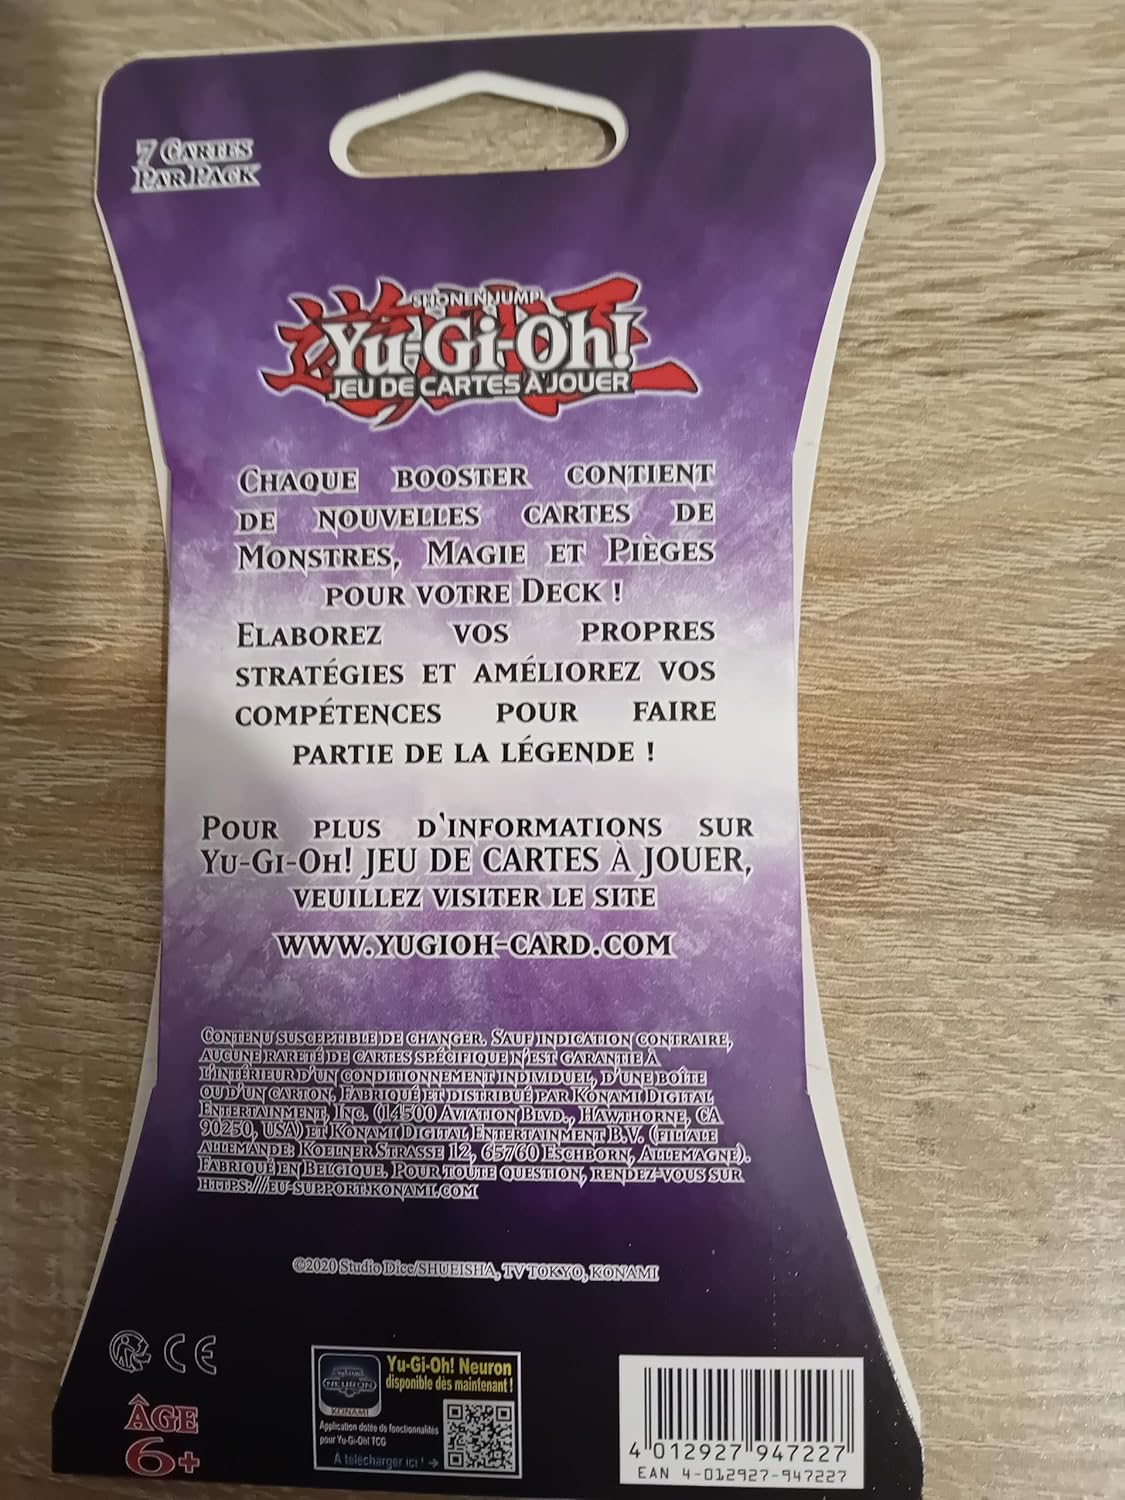 7 Cartes
Par Pack
SHONEN JUMP
Yu-Gi-Oh!
JEU DE CARTES À JOUER
Chaque booster contient
de nouvelles cartes de
Monstres, Magie et Pièges
pour votre Deck !
Elaborez vos propres
stratégies et améliorez vos
compétences pour faire
partie de la légende !
Pour plus d'informations sur
Yu-Gi-Oh! JEU DE CARTES À JOUER,
veuillez visiter le site
www.yugioh-card.com
Contenu susceptible de changer. Sauf indication contraire,
aucune rareté de cartes spécifique n'est garantie à
l'intérieur d'un conditionnement individuel, d'une boîte
ou d'un carton. Fabriqué et distribué par Konami Digital
Entertainment, Inc. (14500 Aviation Blvd., Hawthorne, CA
90250, USA) et Konami Digital Entertainment B.V. (filiale
allemande: Koelner Strasse 12, 65760 Eschborn, Allemagne).
Fabriqué en Belgique. Pour toute question, rendez-vous sur
https://eu-support.konami.com
©2020 Studio Dice/SHUEISHA, TV TOKYO, KONAMI
CE
ÂGE
6+
NEURON
KONAMI
Yu-Gi-Oh! Neuron
disponible dès maintenant !
Application dotée de fonctionnalités
pour Yu-Gi-Oh! TCG
À télécharger ici !
4 012927 947227
EAN 4-012927-947227